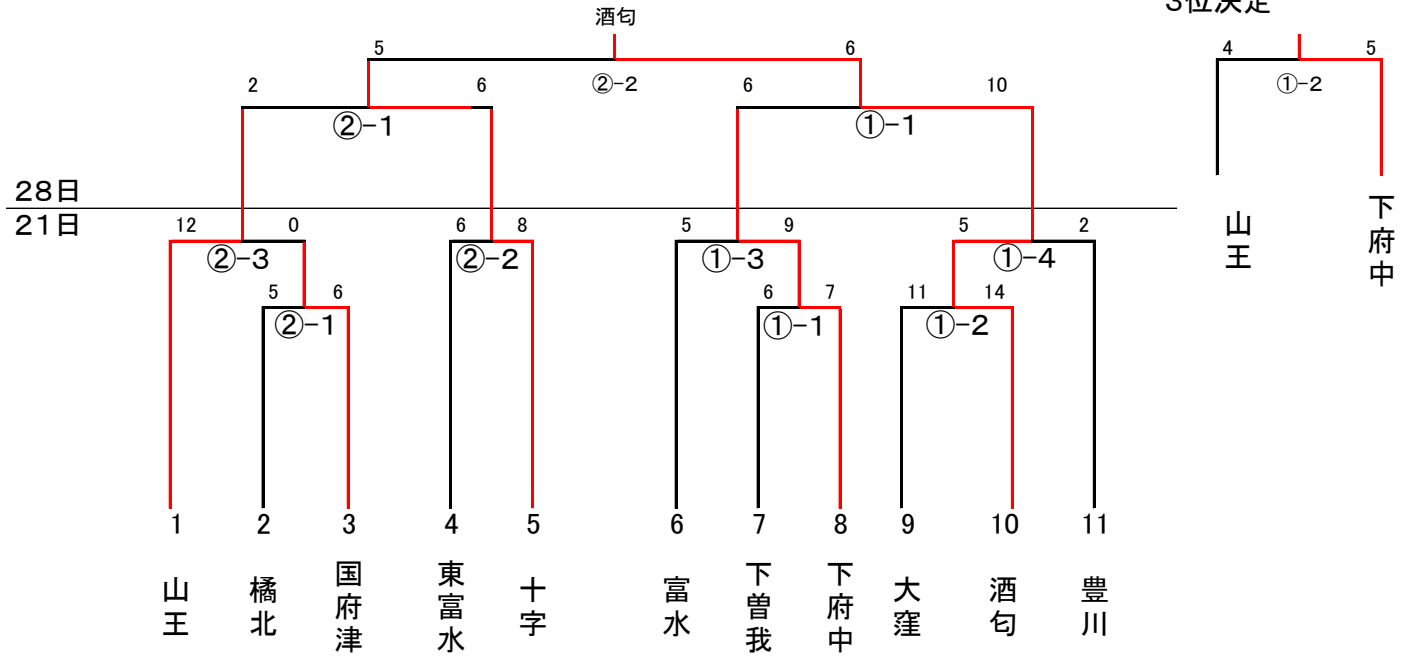 酒匂
3位決定
5 6
②-2
4 5
①-2
2 6
②-1
6 10
①-1
山王
下府中
28日
21日
12 0
②-3
6 8
②-2
5 9
①-3
5 2
①-4
5 6
②-1
6 7
①-1
11 14
①-2
1 2 3 4 5 6 7 8 9 10 11
山王
橘北
国府津
東富水
十字
富水
下曽我
下府中
大窪
酒匂
豊川